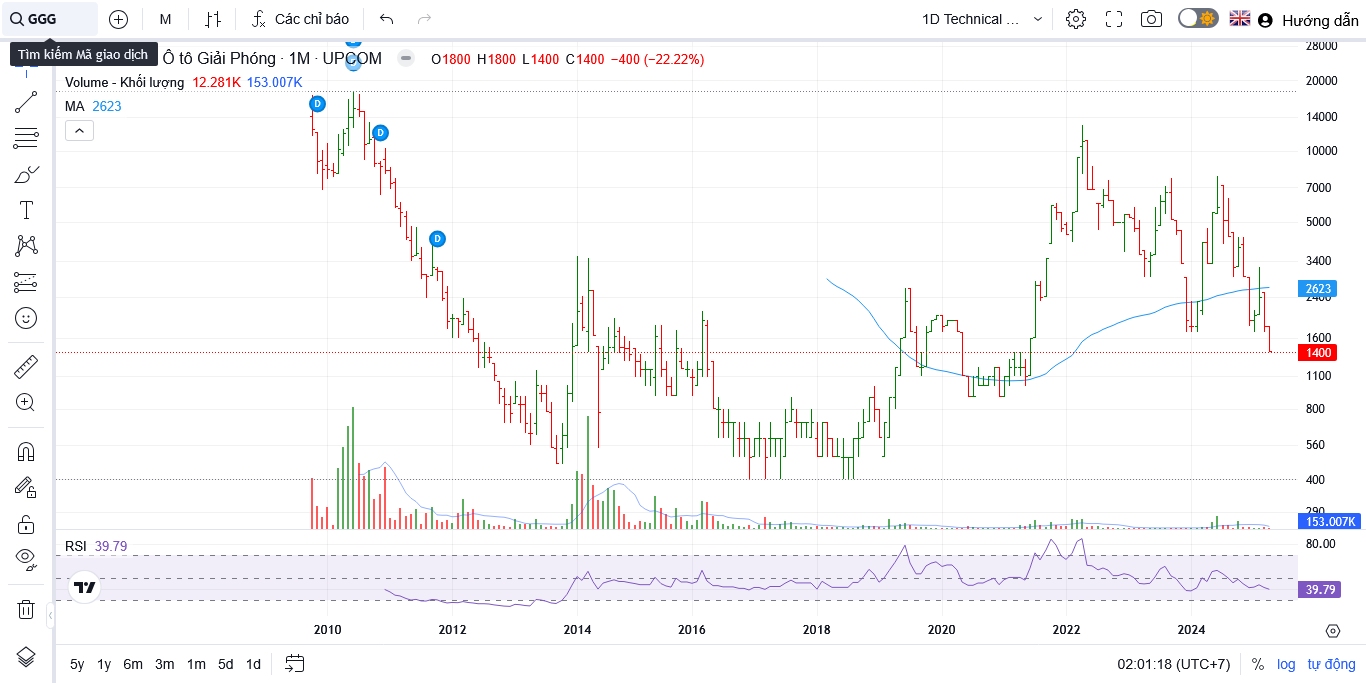 GGG
M
Các chỉ báo
1D Technical ...
Hướng dẫn
Tìm kiếm Mã giao dịch
Ô tô Giải Phóng · 1M · UPCOM
O1800 H1800 L1400 C1400 −400 (−22.22%)
Volume - Khối lượng 12.281K 153.007K
MA 2623
D
D
D
28000
20000
14000
10000
7000
5000
3400
2623
2400
1600
1400
1100
800
560
400
290
153.007K
RSI 39.79
80.00
39.79
2010 2012 2014 2016 2018 2020 2022 2024
5y 1y 6m 3m 1m 5d 1d
02:01:18 (UTC+7) % log tự động